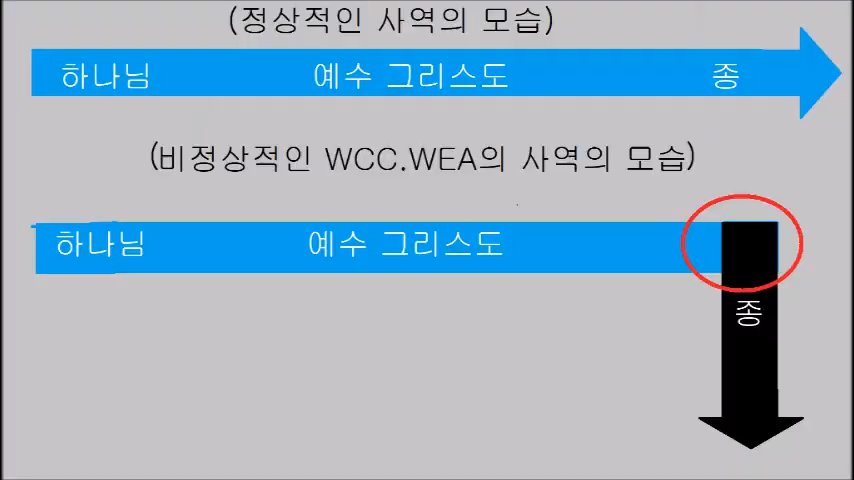 (정상적인 사역의 모습)
하나님 예수 그리스도 종
(비정상적인 WCC.WEA의 사역의 모습)
하나님 예수 그리스도
종